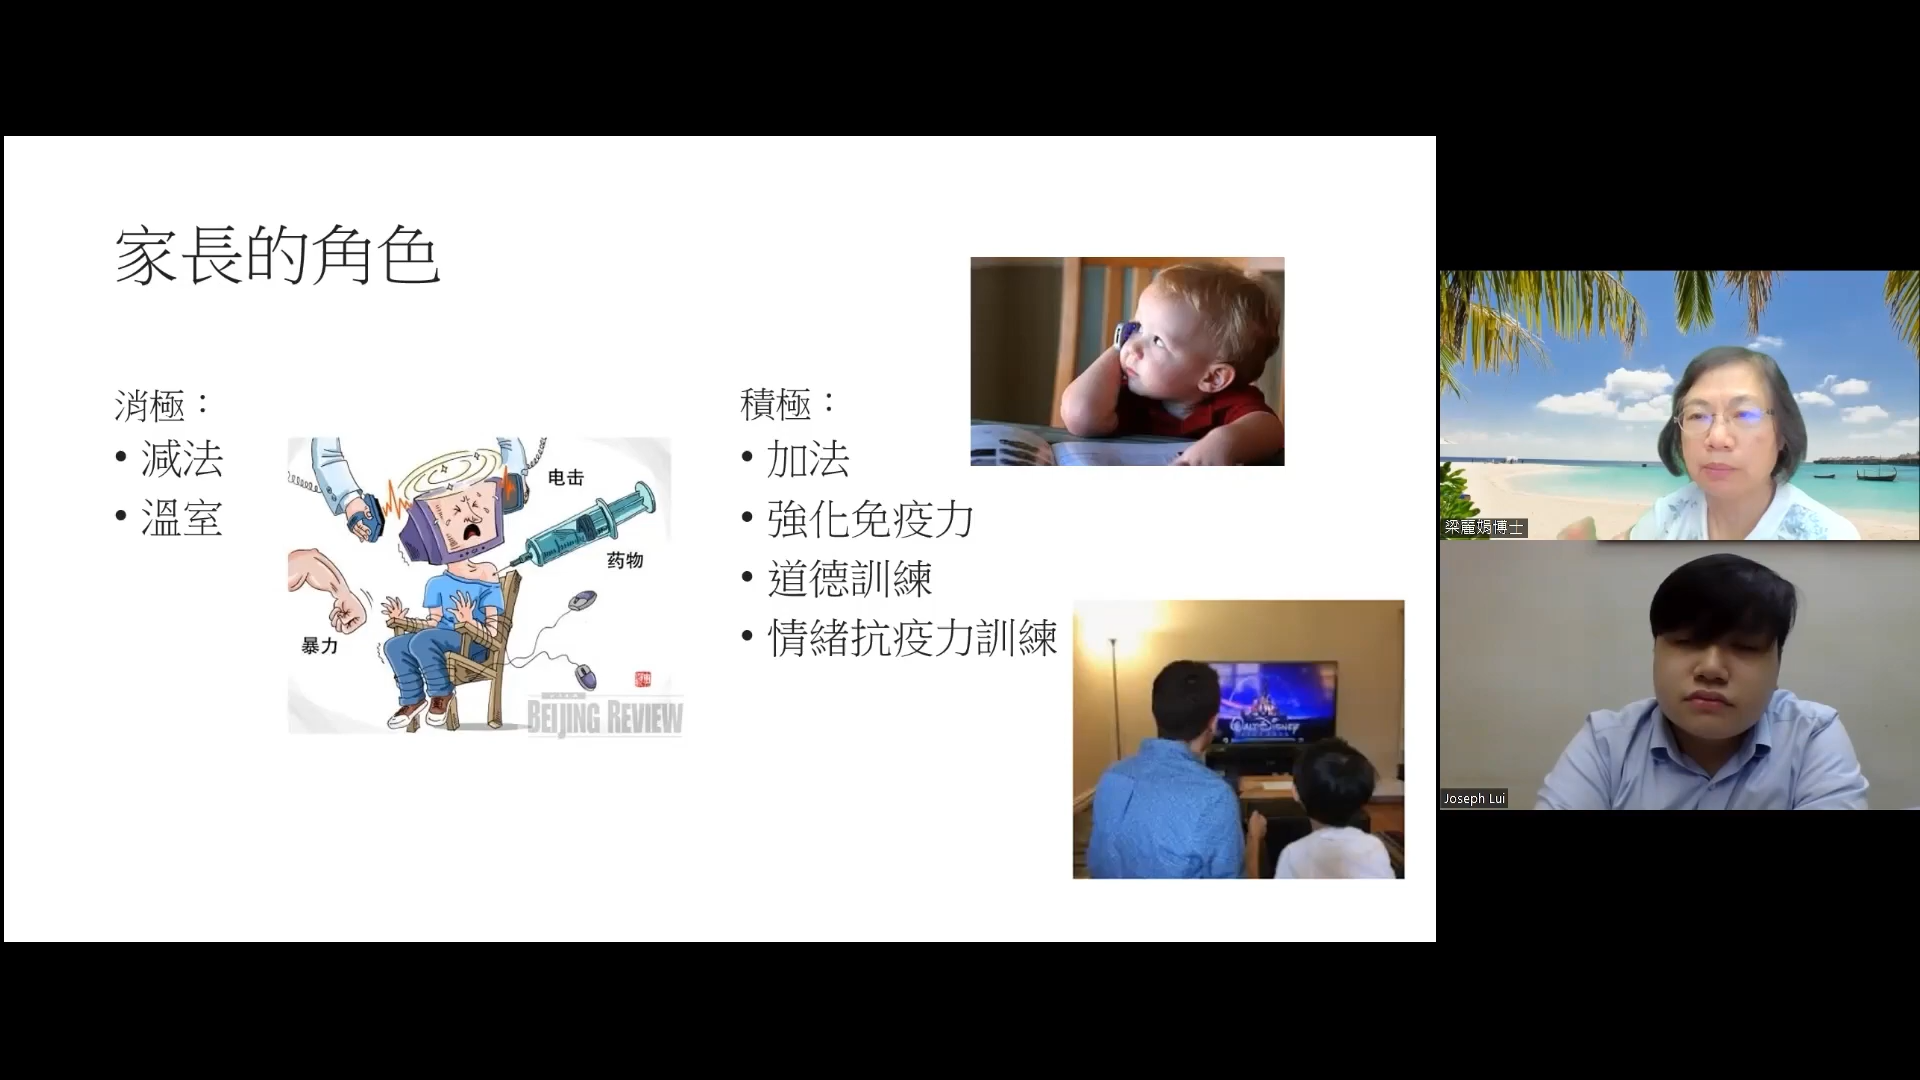 家長的角色
消極：
• 減法
• 溫室
电击
药物
暴力
BEIJING REVIEW
積極：
• 加法
• 強化免疫力
• 道德訓練
• 情緒抗疫力訓練
WALT DISNEY
梁麗娟博士
Joseph Lui